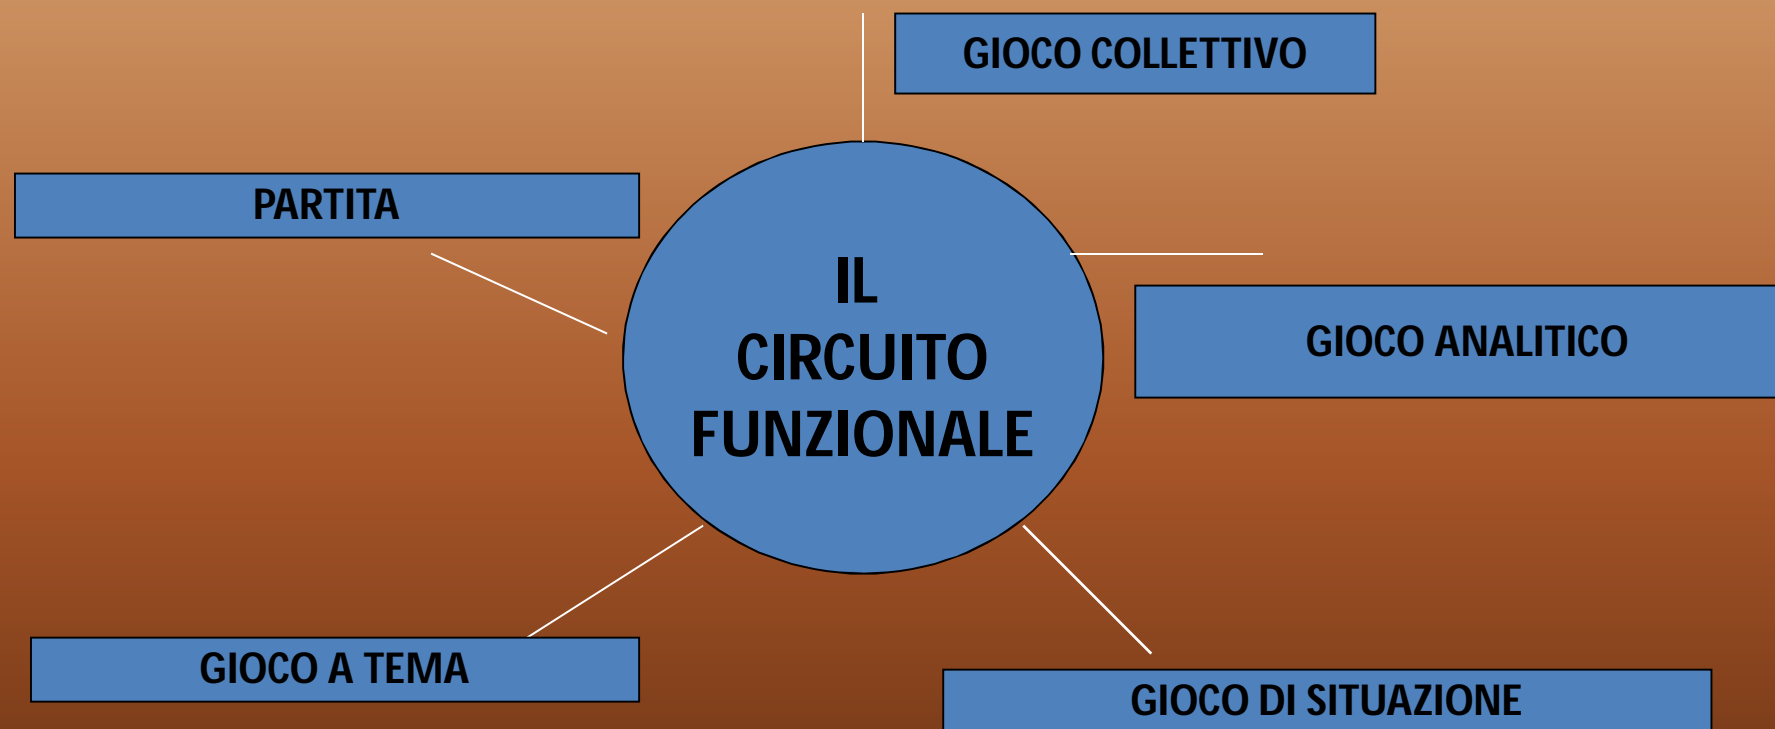 GIOCO COLLETTIVO
PARTITA
IL
CIRCUITO
FUNZIONALE
GIOCO ANALITICO
GIOCO A TEMA
GIOCO DI SITUAZIONE